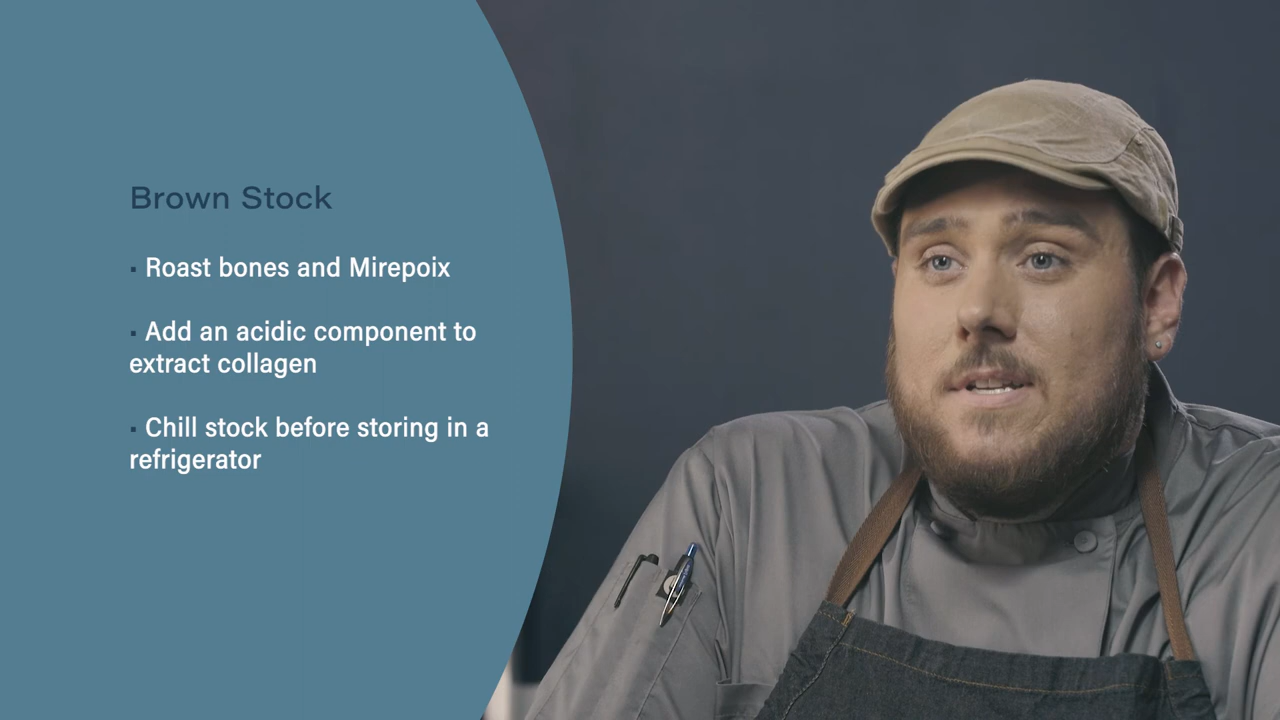 Brown Stock
▪ Roast bones and Mirepoix
▪ Add an acidic component to
extract collagen
▪ Chill stock before storing in a
refrigerator